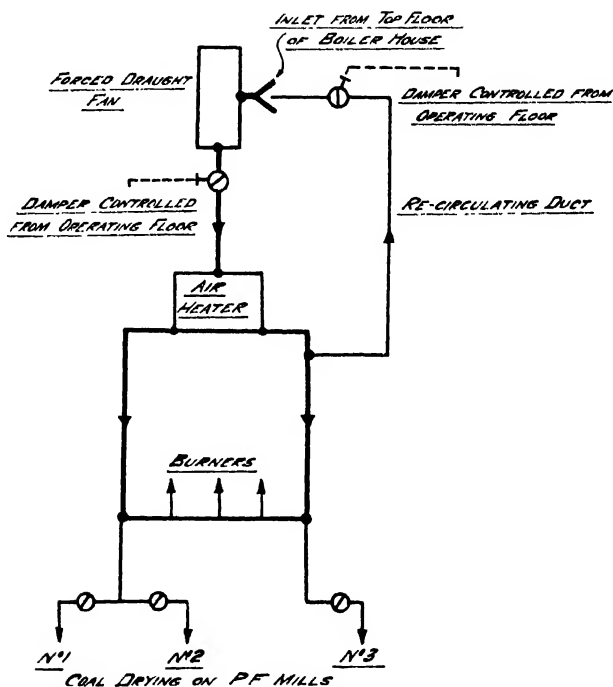 INLET FROM TOP FLOOR
OF BOILER HOUSE
FORCED DRAUGHT
FAN
DAMPER CONTROLLED FROM
OPERATING FLOOR
DAMPER CONTROLLED
FROM OPERATING FLOOR
RE-CIRCULATING DUCT
AIR
HEATER
BURNERS
Nº1
Nº2
Nº3
COAL DRYING ON PF MILLS